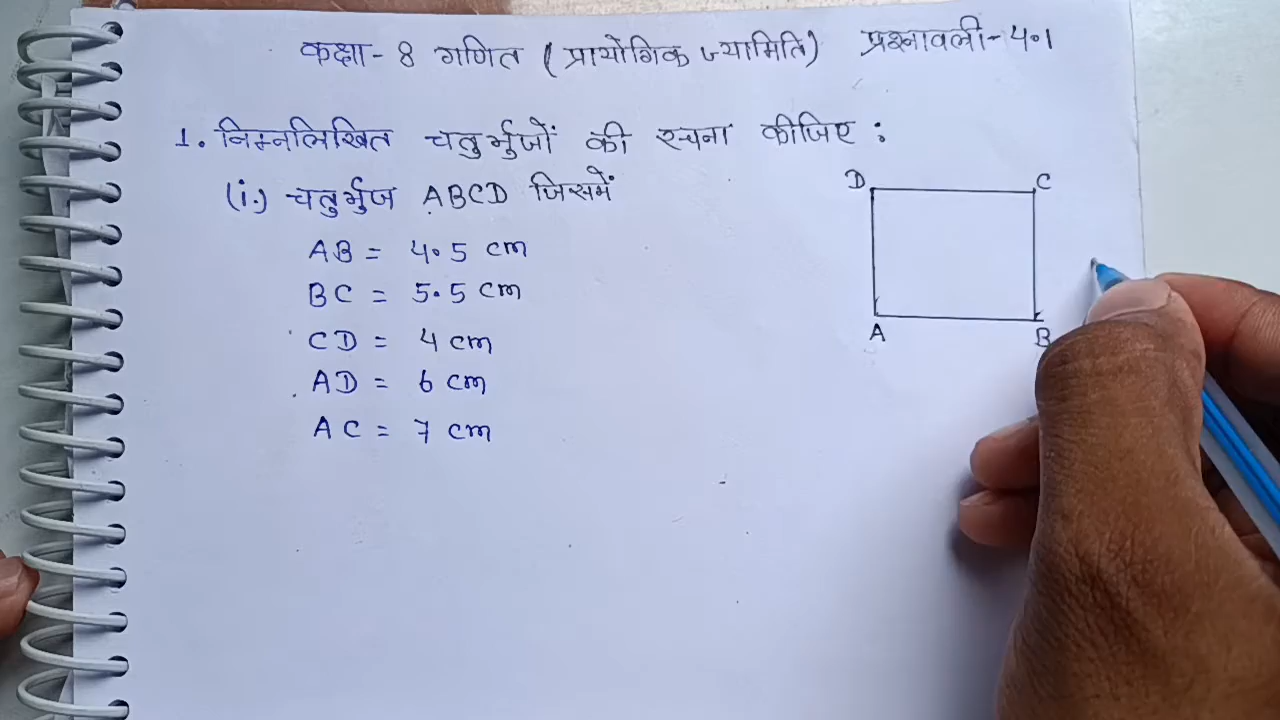 कक्षा - 8 गणित ( प्रायोगिक ज्यामिति) प्रश्नावली-4.1
1. निम्नलिखित चतुर्भुजों की रचना कीजिए :
(i.) चतुर्भुज ABCD जिसमें
AB = 4.5 cm
BC = 5.5 cm
CD = 4 cm
AD = 6 cm
AC = 7 cm
D C
A B